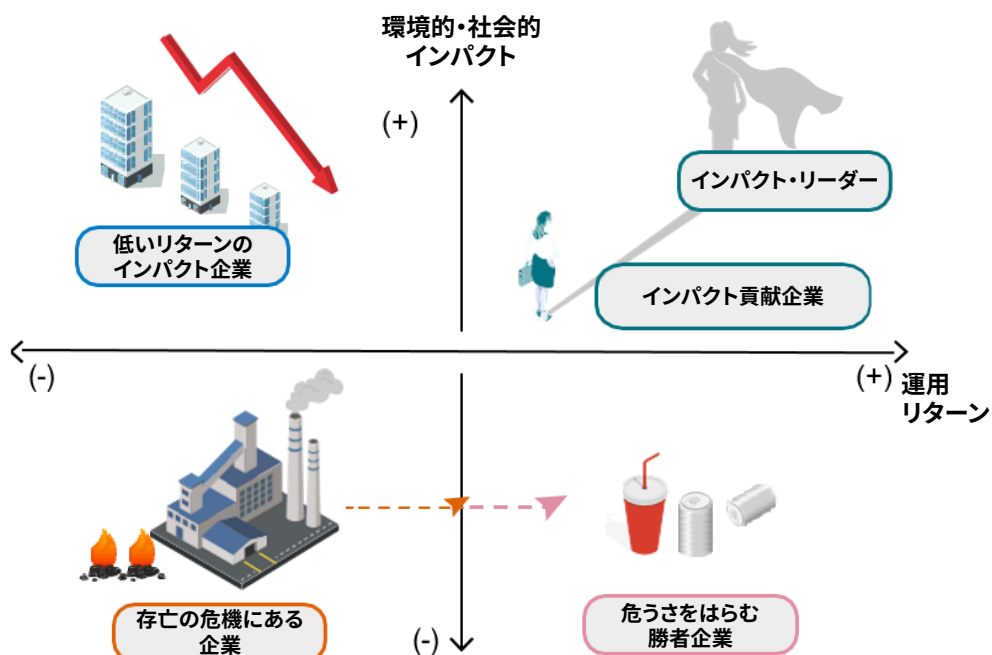 環境的・社会的
インパクト
(+)
インパクト・リーダー
低いリターンの
インパクト企業
インパクト貢献企業
(-)
(+)
運用
リターン
存亡の危機にある
企業
危うさをはらむ
勝者企業
(-)